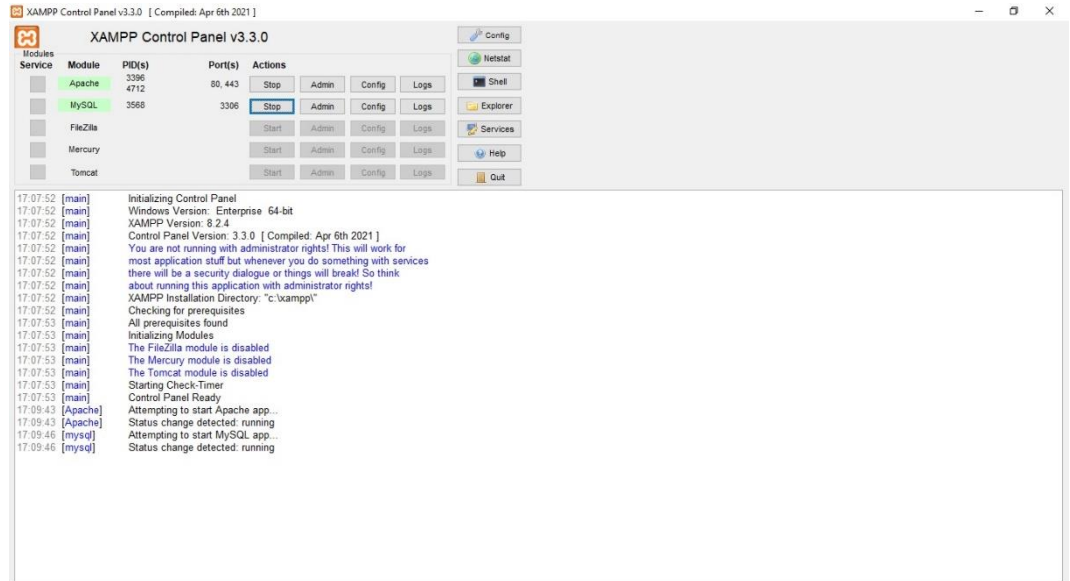 XAMPP Control Panel v3.3.0 [ Compiled: Apr 6th 2021 ]
XAMPP Control Panel v3.3.0
Config
Modules
Service Module PID(s) Port(s) Actions
Netstat
Apache 3396 4712 80, 443 Stop Admin Config Logs
Shell
MySQL 3568 3306 Stop Admin Config Logs
Explorer
FileZilla Start Admin Config Logs
Services
Mercury Start Admin Config Logs
Help
Tomcat Start Admin Config Logs
Quit
17:07:52 [main] Initializing Control Panel
17:07:52 [main] Windows Version: Enterprise 64-bit
17:07:52 [main] XAMPP Version: 8.2.4
17:07:52 [main] Control Panel Version: 3.3.0 [ Compiled: Apr 6th 2021 ]
17:07:52 [main] You are not running with administrator rights! This will work for
17:07:52 [main] most application stuff but whenever you do something with services
17:07:52 [main] there will be a security dialogue or things will break! So think
17:07:52 [main] about running this application with administrator rights!
17:07:52 [main] XAMPP Installation Directory: "c:\xampp\"
17:07:52 [main] Checking for prerequisites
17:07:53 [main] All prerequisites found
17:07:53 [main] Initializing Modules
17:07:53 [main] The FileZilla module is disabled
17:07:53 [main] The Mercury module is disabled
17:07:53 [main] The Tomcat module is disabled
17:07:53 [main] Starting Check-Timer
17:07:53 [main] Control Panel Ready
17:09:43 [Apache] Attempting to start Apache app...
17:09:43 [Apache] Status change detected: running
17:09:46 [mysql] Attempting to start MySQL app...
17:09:46 [mysql] Status change detected: running